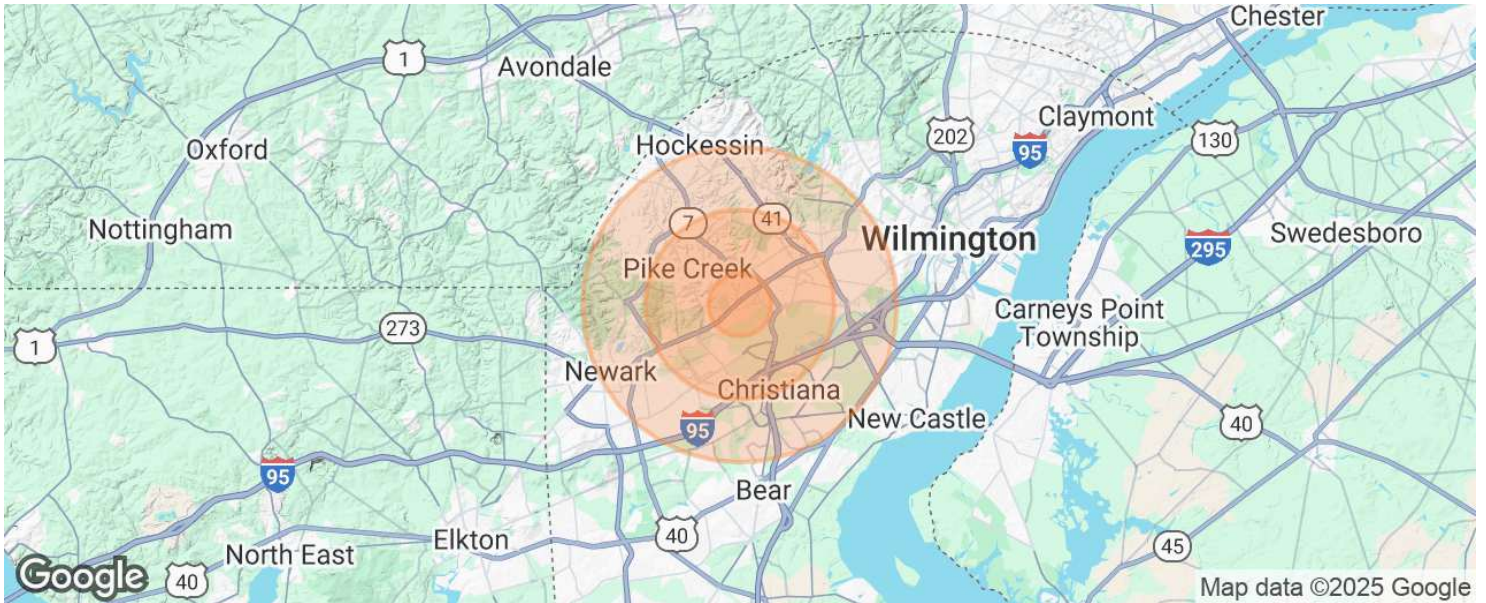 Chester
1
Avondale
Claymont
202
95
130
Hockessin
Oxford
7
41
Nottingham
Wilmington
Swedesboro
295
Pike Creek
Carneys Point
Township
273
1
Newark
Christiana
New Castle
40
95
95
Bear
40
Elkton
North East
45
Google
40
Map data ©2025 Google